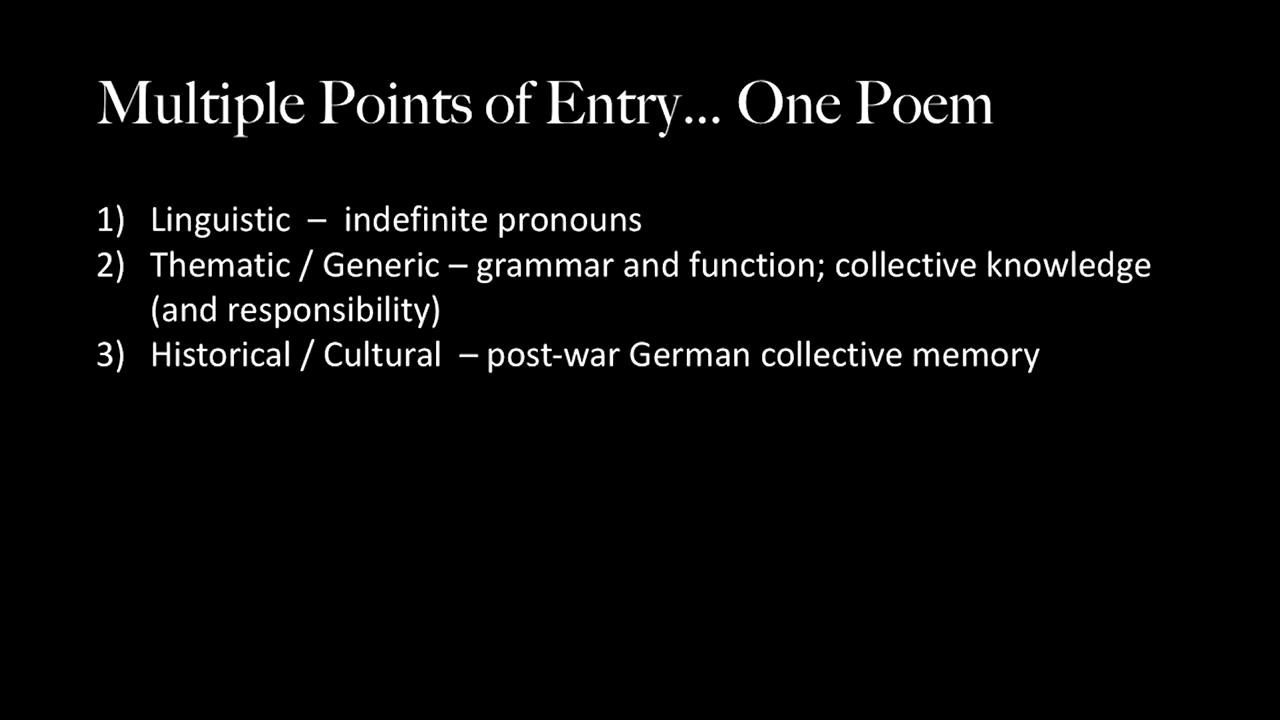 Multiple Points of Entry... One Poem
1) Linguistic – indefinite pronouns
2) Thematic / Generic – grammar and function; collective knowledge
(and responsibility)
3) Historical / Cultural – post-war German collective memory